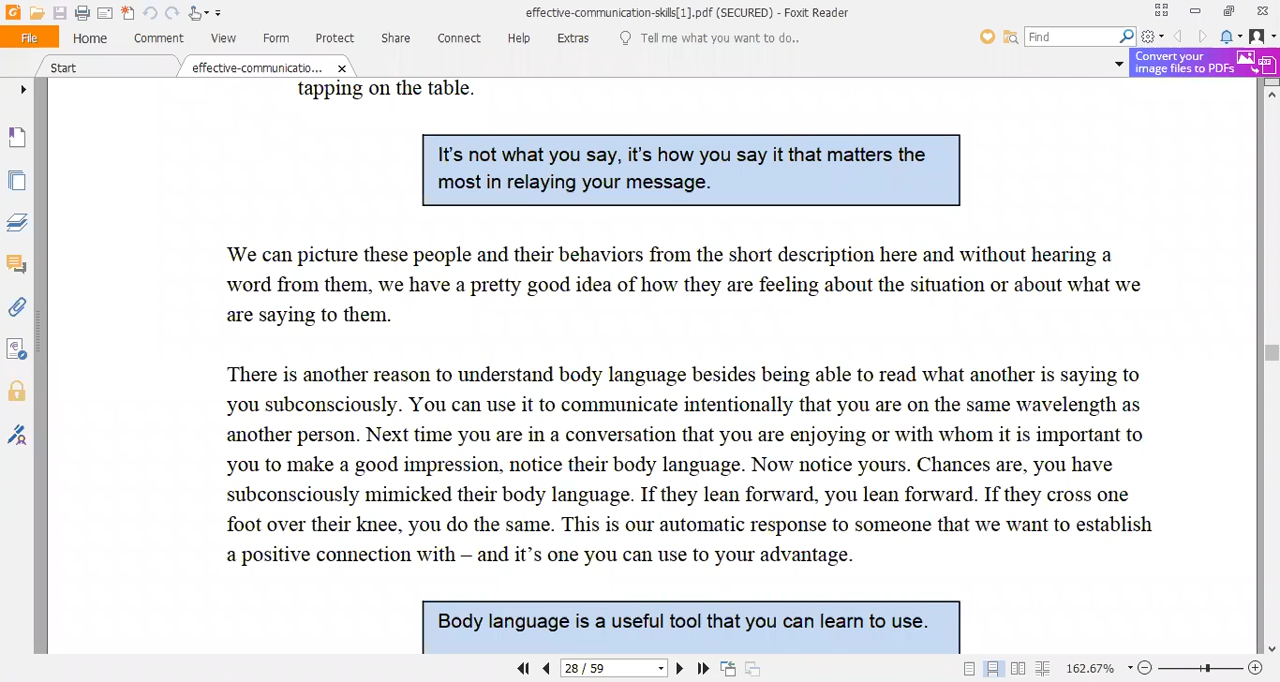 effective-communication-skills[1].pdf (SECURED) - Foxit Reader
File Home Comment View Form Protect Share Connect Help Extras Tell me what you want to do.. Find
Start effective-communicatio... Convert your
image files to PDFs
tapping on the table.
It’s not what you say, it’s how you say it that matters the
most in relaying your message.
We can picture these people and their behaviors from the short description here and without hearing a
word from them, we have a pretty good idea of how they are feeling about the situation or about what we
are saying to them.
There is another reason to understand body language besides being able to read what another is saying to
you subconsciously. You can use it to communicate intentionally that you are on the same wavelength as
another person. Next time you are in a conversation that you are enjoying or with whom it is important to
you to make a good impression, notice their body language. Now notice yours. Chances are, you have
subconsciously mimicked their body language. If they lean forward, you lean forward. If they cross one
foot over their knee, you do the same. This is our automatic response to someone that we want to establish
a positive connection with – and it’s one you can use to your advantage.
Body language is a useful tool that you can learn to use.
28 / 59 162.67%